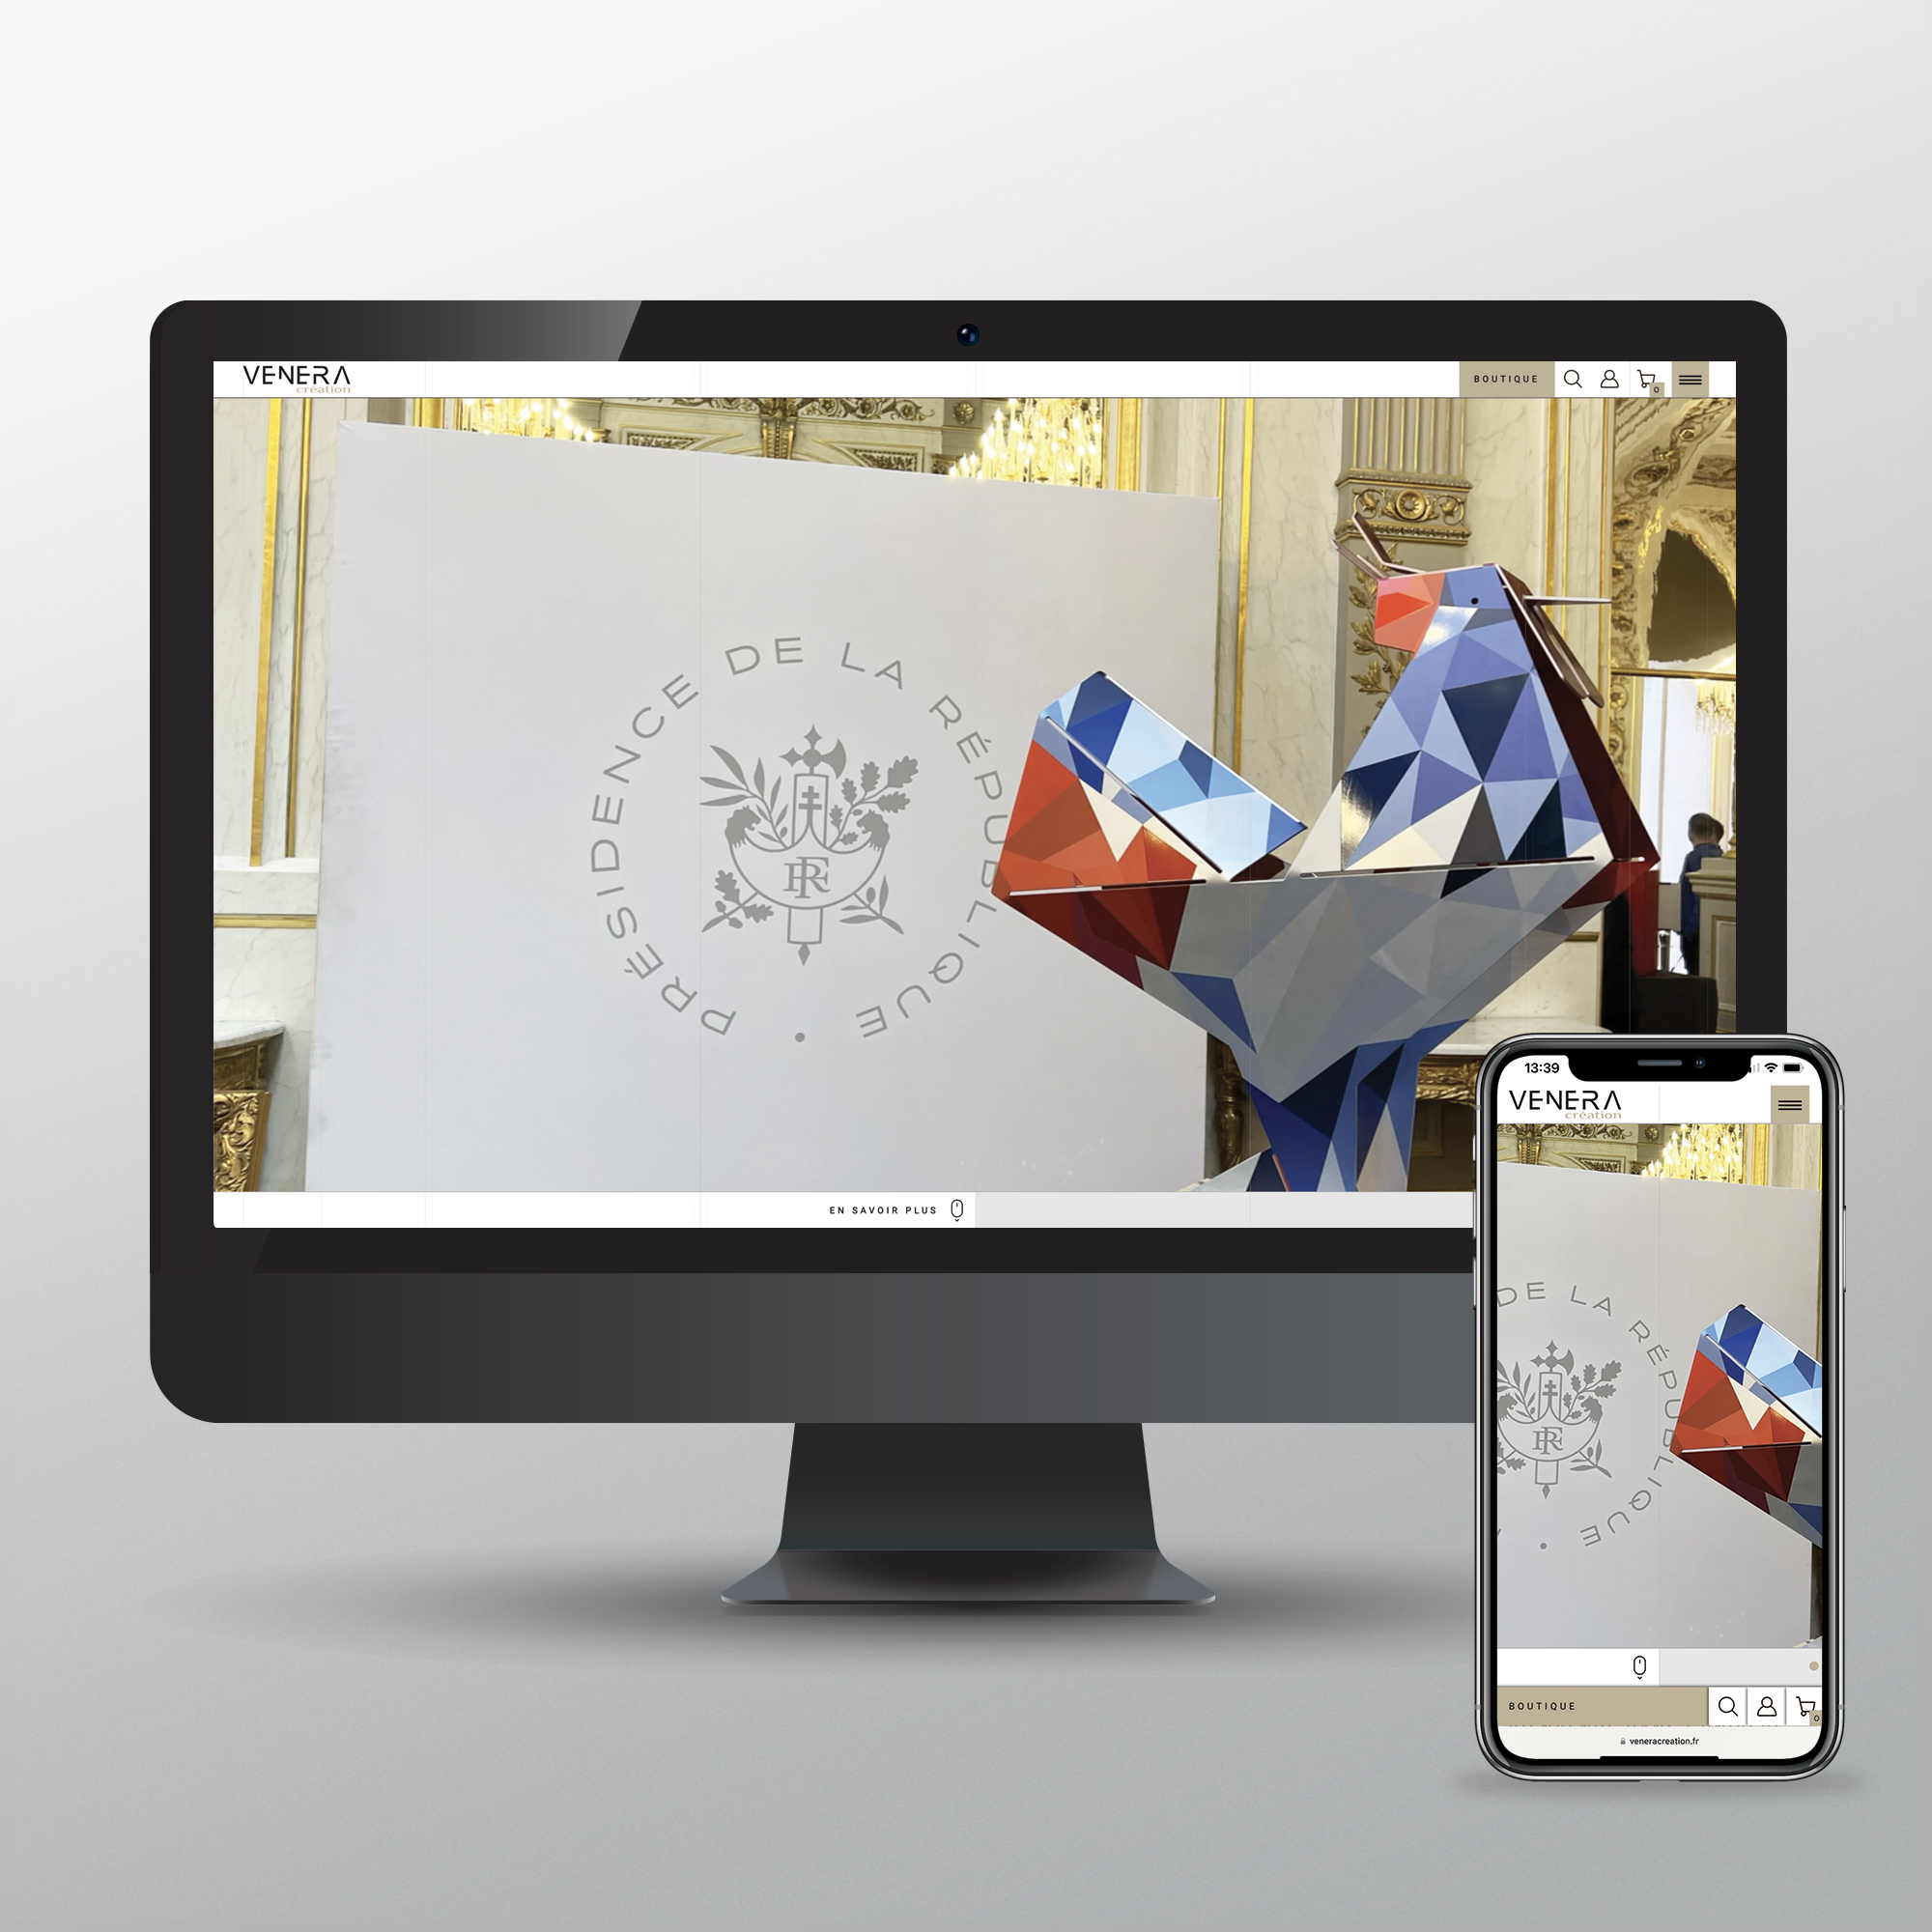 VENERA
création
BOUTIQUE
0
PRÉSIDENCE DE LA RÉPUBLIQUE •
RF
EN SAVOIR PLUS
13:39
VENERA
création
DE LA RÉPUBLIQUE •
RF
BOUTIQUE
0
veneracreation.fr